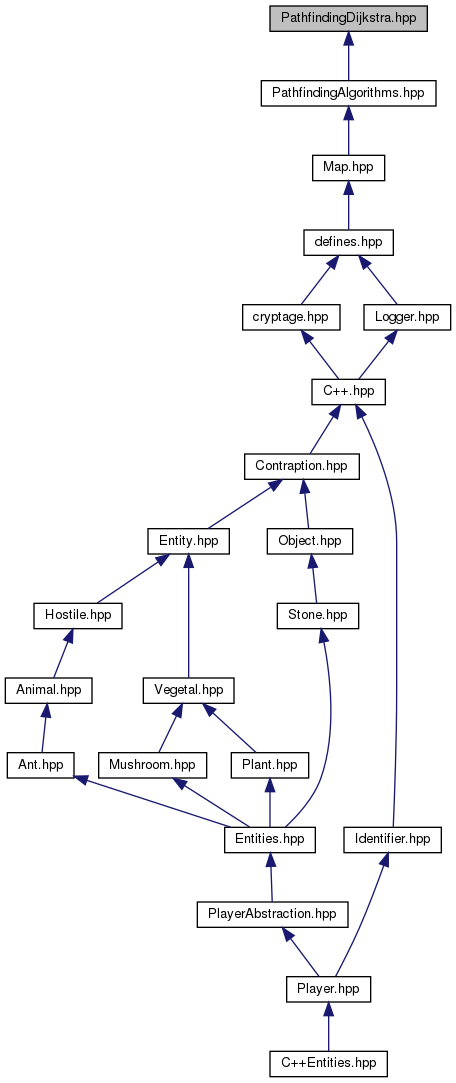 PathfindingDijkstra.hpp
PathfindingAlgorithms.hpp
Map.hpp
defines.hpp
cryptage.hpp
Logger.hpp
C++.hpp
Contraption.hpp
Entity.hpp
Object.hpp
Hostile.hpp
Stone.hpp
Animal.hpp
Vegetal.hpp
Ant.hpp
Mushroom.hpp
Plant.hpp
Entities.hpp
Identifier.hpp
PlayerAbstraction.hpp
Player.hpp
C++Entities.hpp